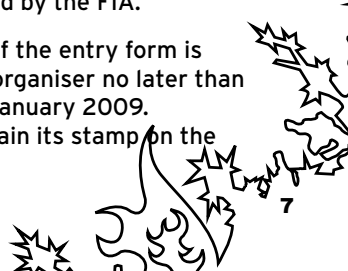 d by the FIA.
f the entry form is
organiser no later than
anuary 2009.
ain its stamp on the
7